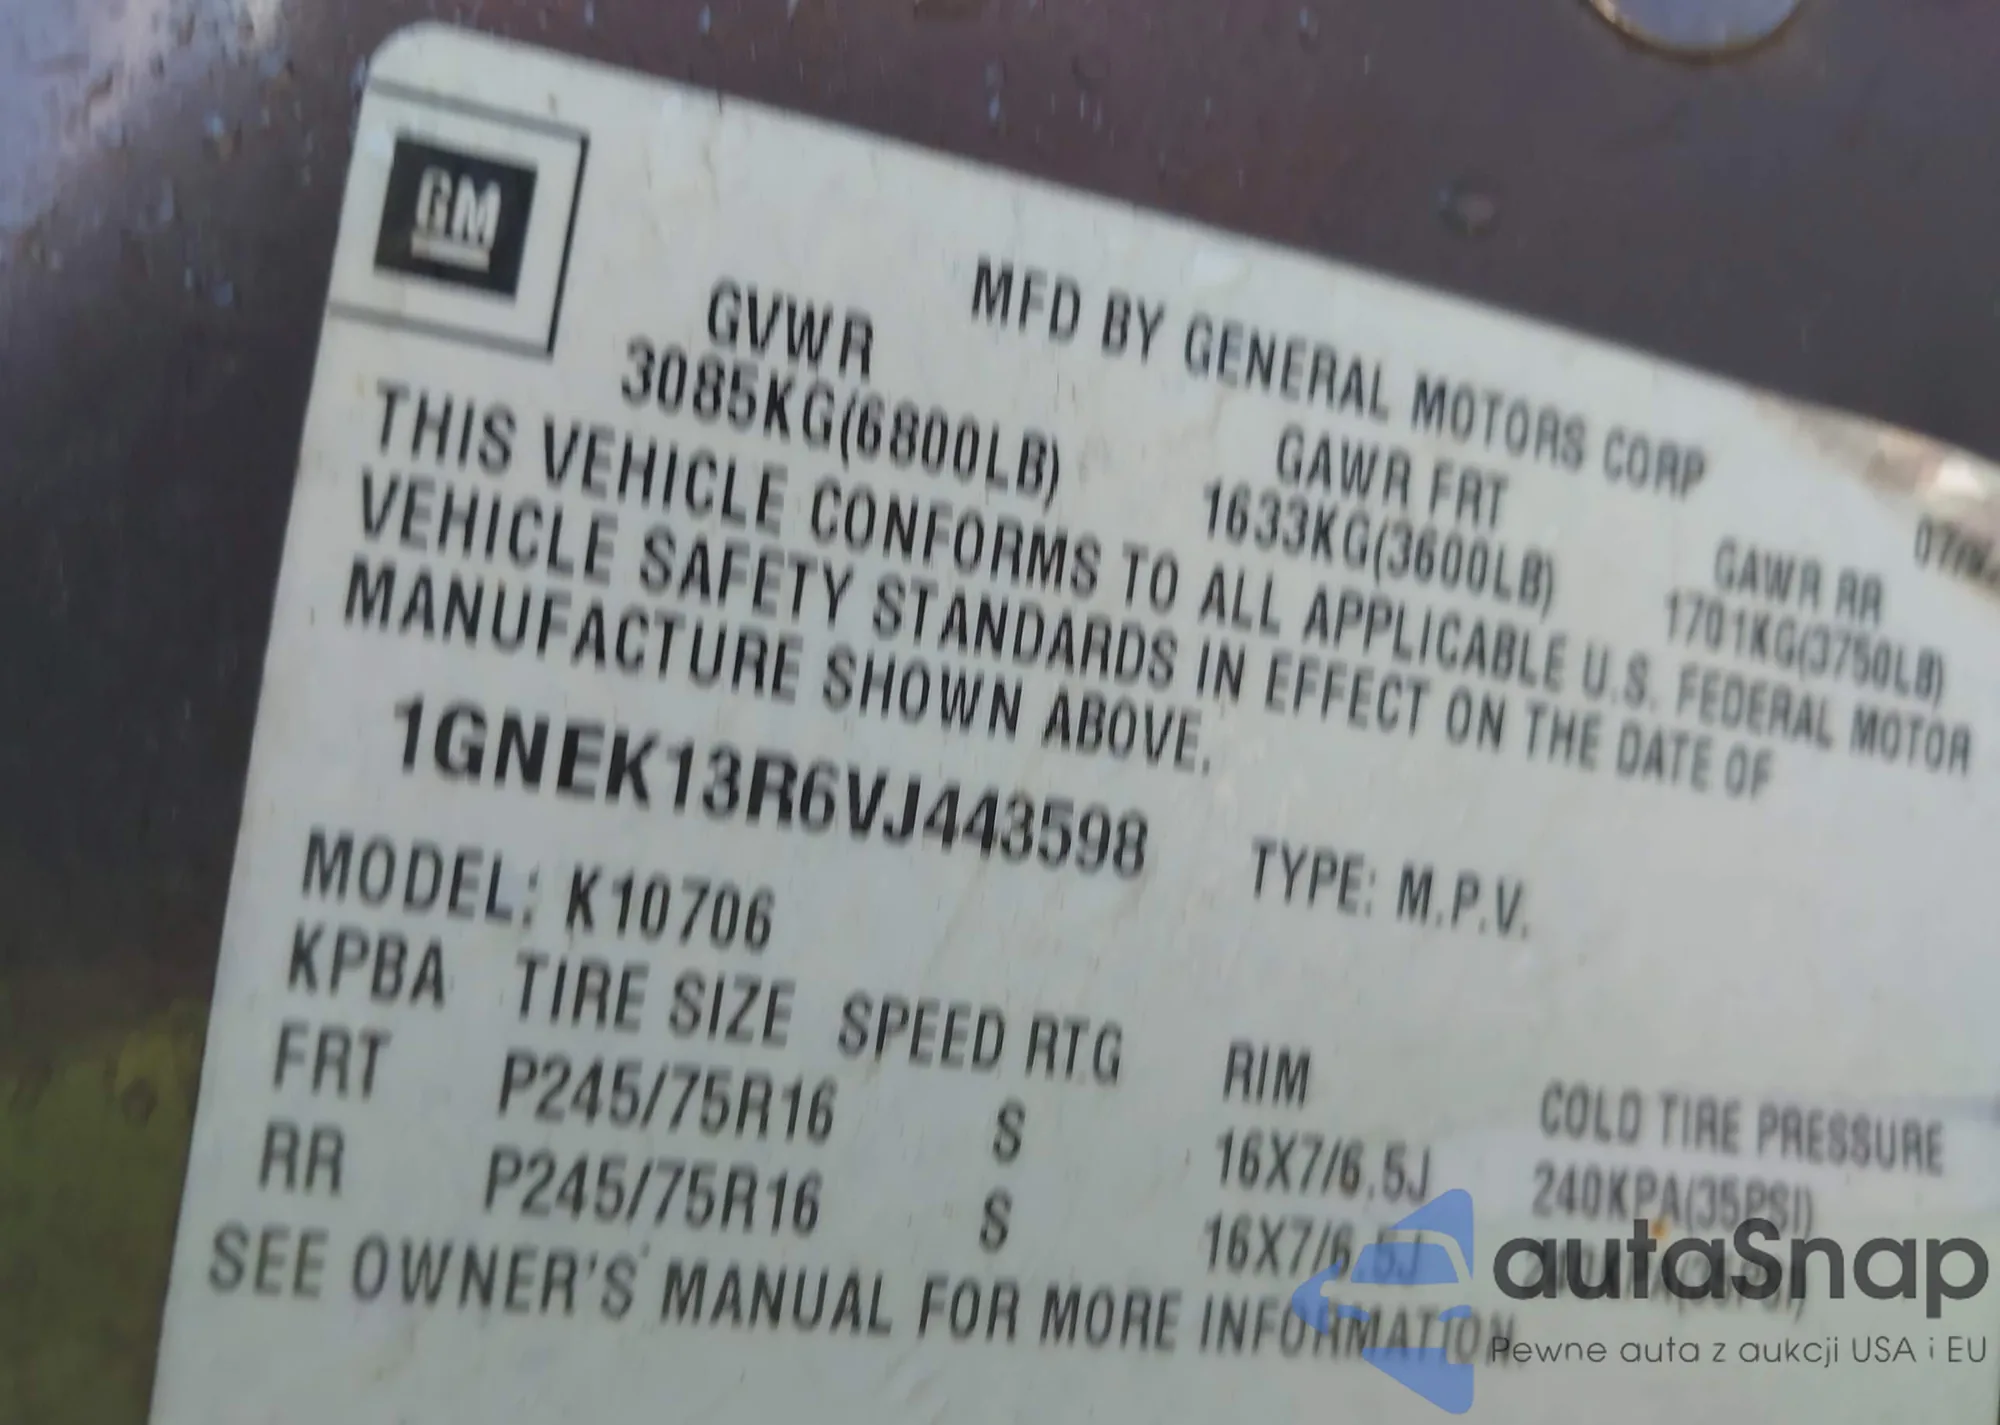 GM
MFD BY GENERAL MOTORS CORP
GVWR GAWR FRT GAWR RR
3085KG(6800LB) 1633KG(3600LB) 1701KG(3750LB)
THIS VEHICLE CONFORMS TO ALL APPLICABLE U.S. FEDERAL MOTOR
VEHICLE SAFETY STANDARDS IN EFFECT ON THE DATE OF
MANUFACTURE SHOWN ABOVE.
1GNEK13R6VJ443598 TYPE: M.P.V.
MODEL: K10706
KPBA TIRE SIZE SPEED RTG RIM COLD TIRE PRESSURE
FRT P245/75R16 S 16X7/6.5J 240KPA(35PSI)
RR P245/75R16 S 16X7/6.5J
SEE OWNER'S MANUAL FOR MORE INFORMATION
autaSnap
Pewne auta z aukcji USA i EU